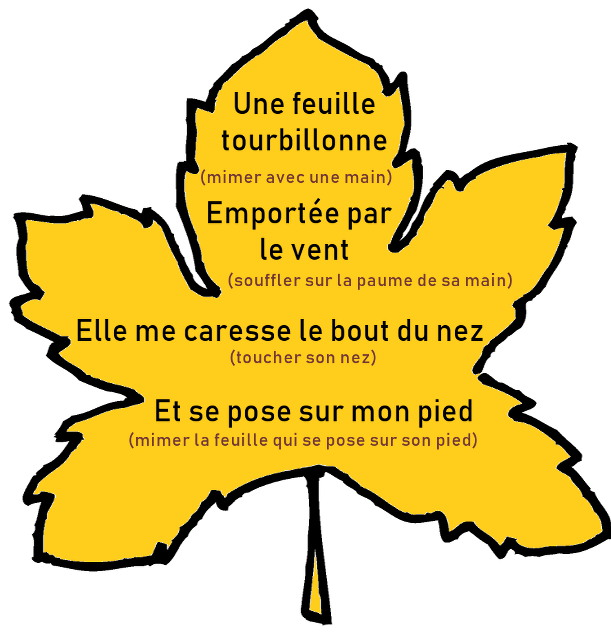 Une feuille
tourbillonne
(mimer avec une main)
Emportée par
le vent
(souffler sur la paume de sa main)
Elle me caresse le bout du nez
(toucher son nez)
Et se pose sur mon pied
(mimer la feuille qui se pose sur son pied)